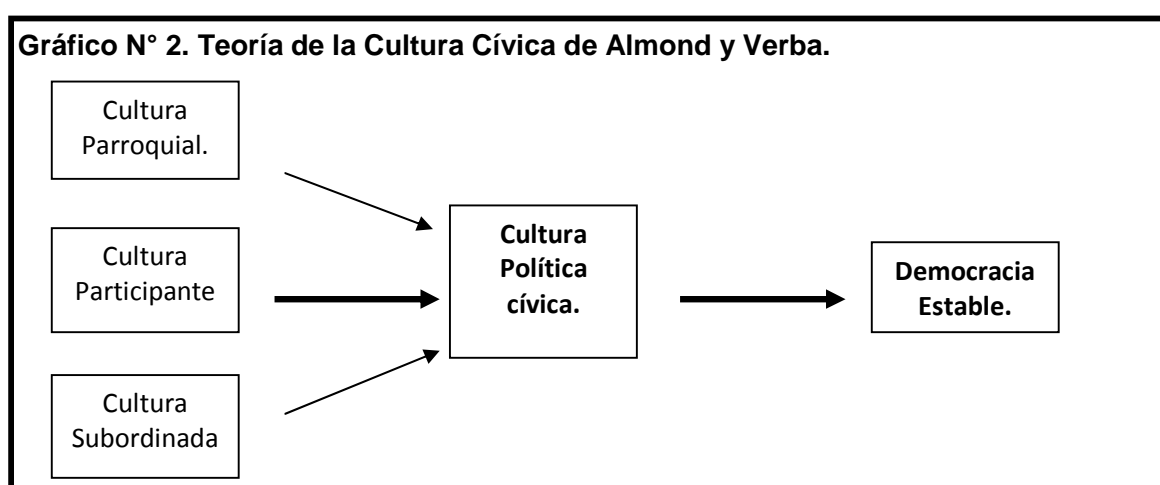 Gráfico N° 2. Teoría de la Cultura Cívica de Almond y Verba.
Cultura
Parroquial.
Cultura
Participante
Cultura
Subordinada
Cultura
Política
cívica.
Democracia
Estable.